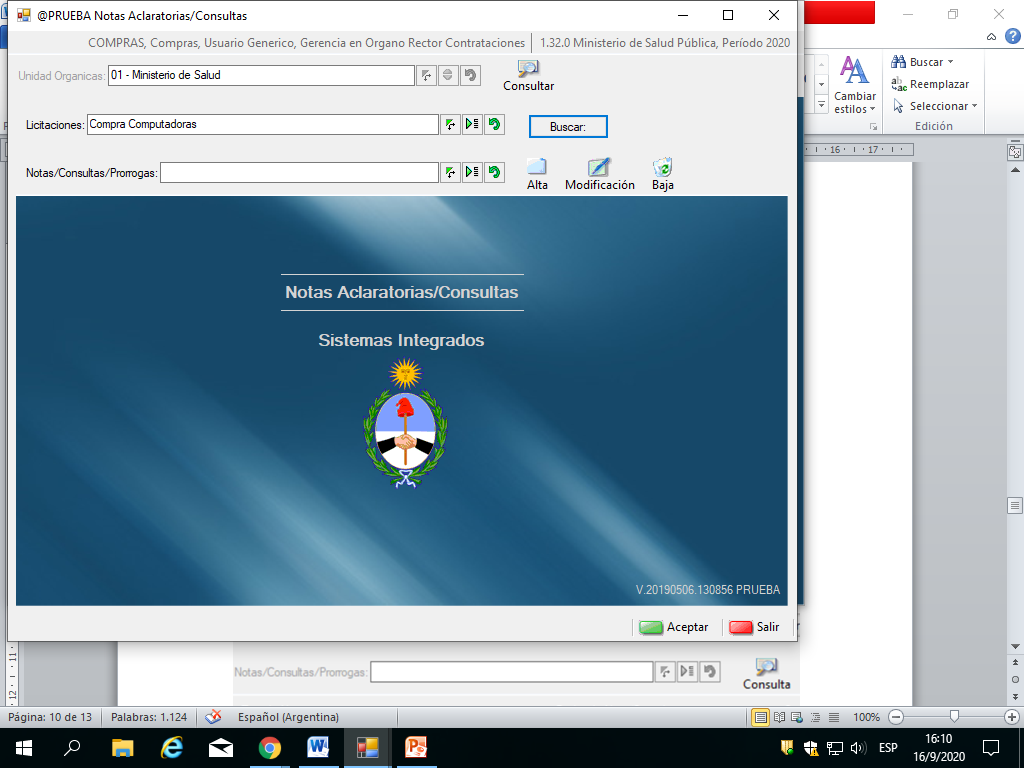 @PRUEBA Notas Aclaratorias/Consultas
COMPRAS, Compras, Usuario Generico, Gerencia en Organo Rector Contrataciones
1.32.0 Ministerio de Salud Pública, Período 2020
Unidad Organicas:
01 - Ministerio de Salud
Consultar
Licitaciones:
Compra Computadoras
Buscar:
Notas/Consultas/Prorrogas:
Alta
Modificación
Baja
Notas Aclaratorias/Consultas
Sistemas Integrados
V.20190506.130856 PRUEBA
Aceptar
Salir
Cambiar
estilos
Buscar
Reemplazar
Seleccionar
Edición
16
17
11
12
Notas/Consultas/Prorrogas:
Consulta
Página: 10 de 13
Palabras: 1.124
Español (Argentina)
100%
ESP
16:10
16/9/2020